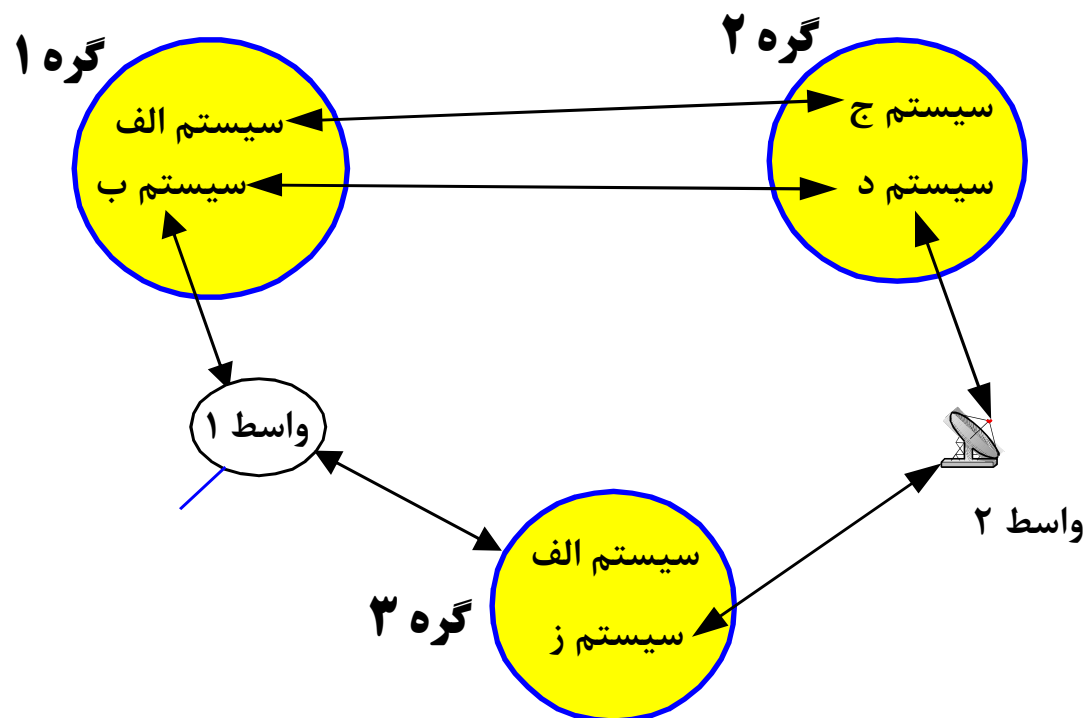 گره ۲
سیستم ج
سیستم د
گره ۱
سیستم الف
سیستم ب
واسط ۱
واسط ۲
سیستم الف
سیستم ز
گره ۳